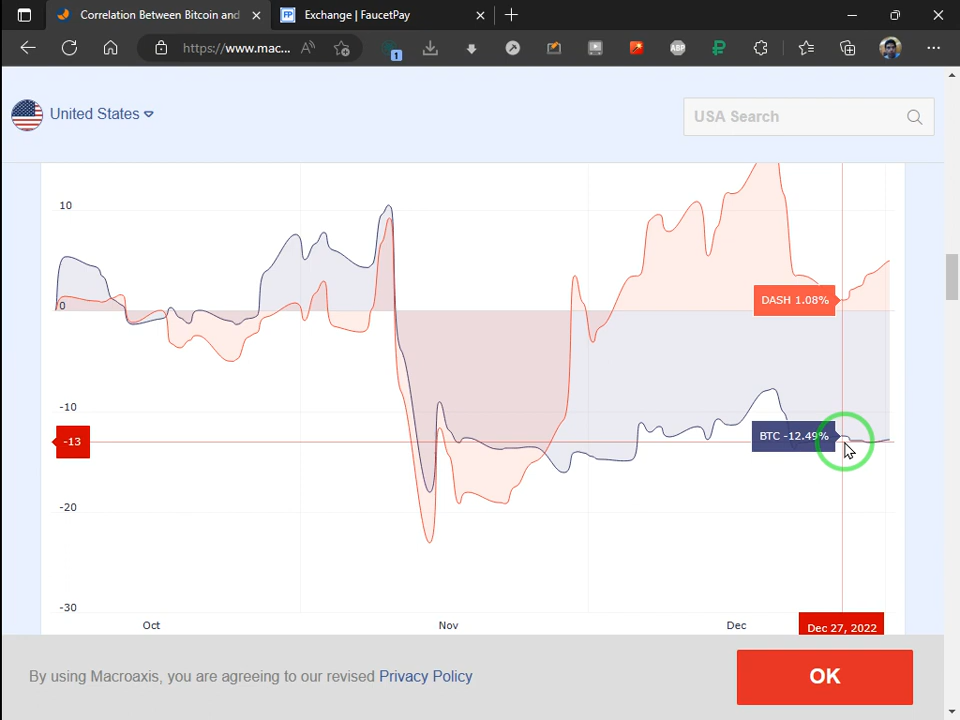 Correlation Between Bitcoin and
Exchange | FaucetPay
https://www.mac...
1
ABP
United States
USA Search
10
0
-10
-20
-30
DASH 1.08%
BTC -12.49%
-13
Oct
Nov
Dec
Dec 27, 2022
By using Macroaxis, you are agreeing to our revised Privacy Policy
OK